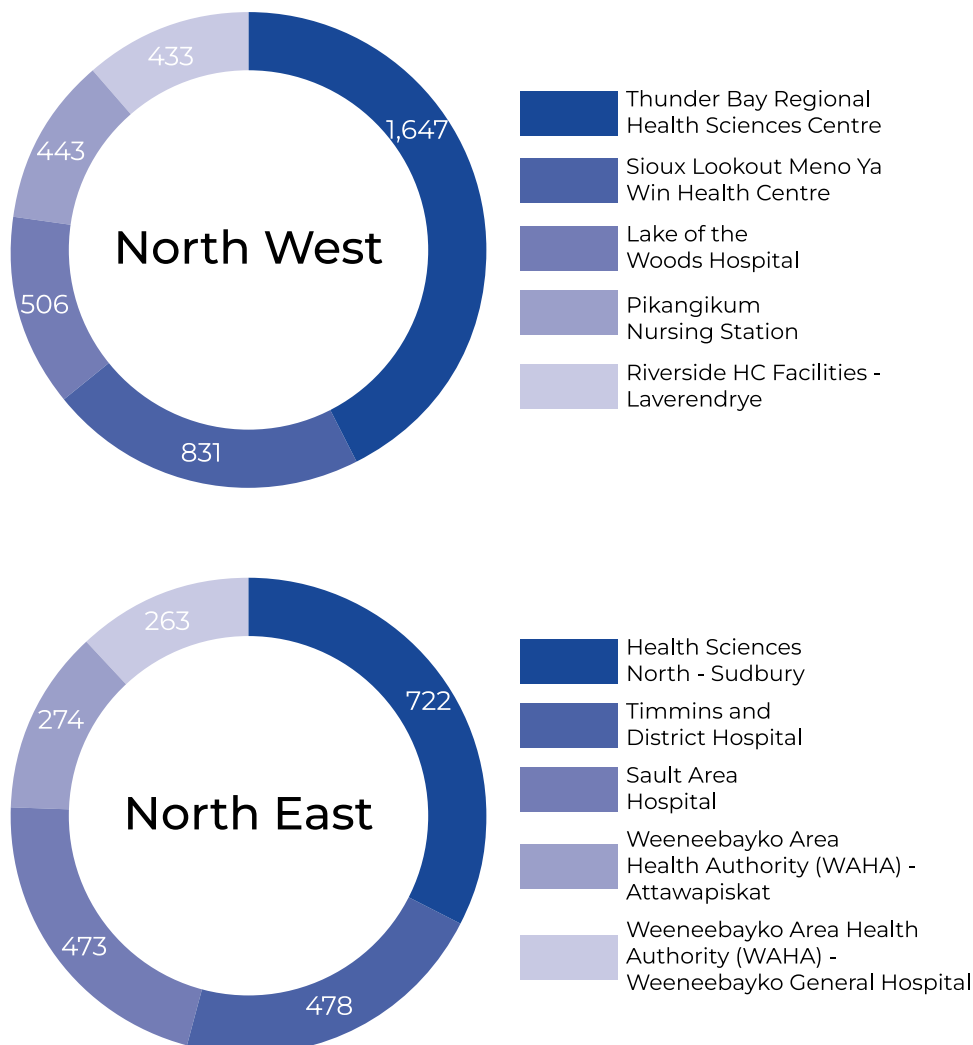 433
1,647
443
North West
506
831
Thunder Bay Regional
Health Sciences Centre
Sioux Lookout Meno Ya
Win Health Centre
Lake of the
Woods Hospital
Pikangikum
Nursing Station
Riverside HC Facilities -
Laverendrye
263
722
274
North East
473
478
Health Sciences
North - Sudbury
Timmins and
District Hospital
Sault Area
Hospital
Weeneebayko Area
Health Authority (WAHA) -
Attawapiskat
Weeneebayko Area Health
Authority (WAHA) -
Weeneebayko General Hospital